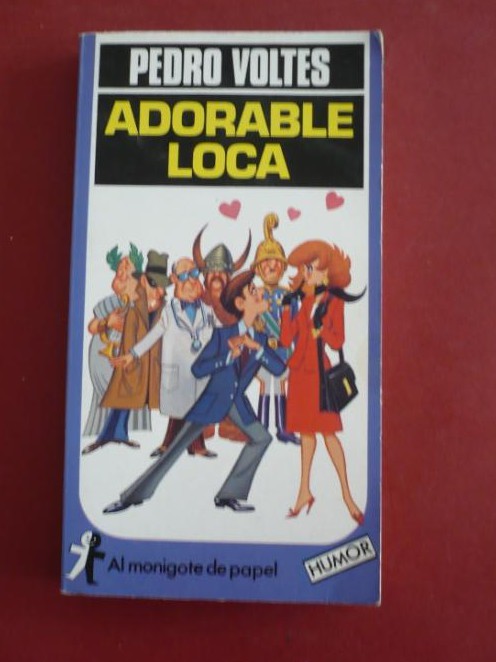 PEDRO VOLTES
ADORABLE
LOCA
Al monigote de papel
HUMOR